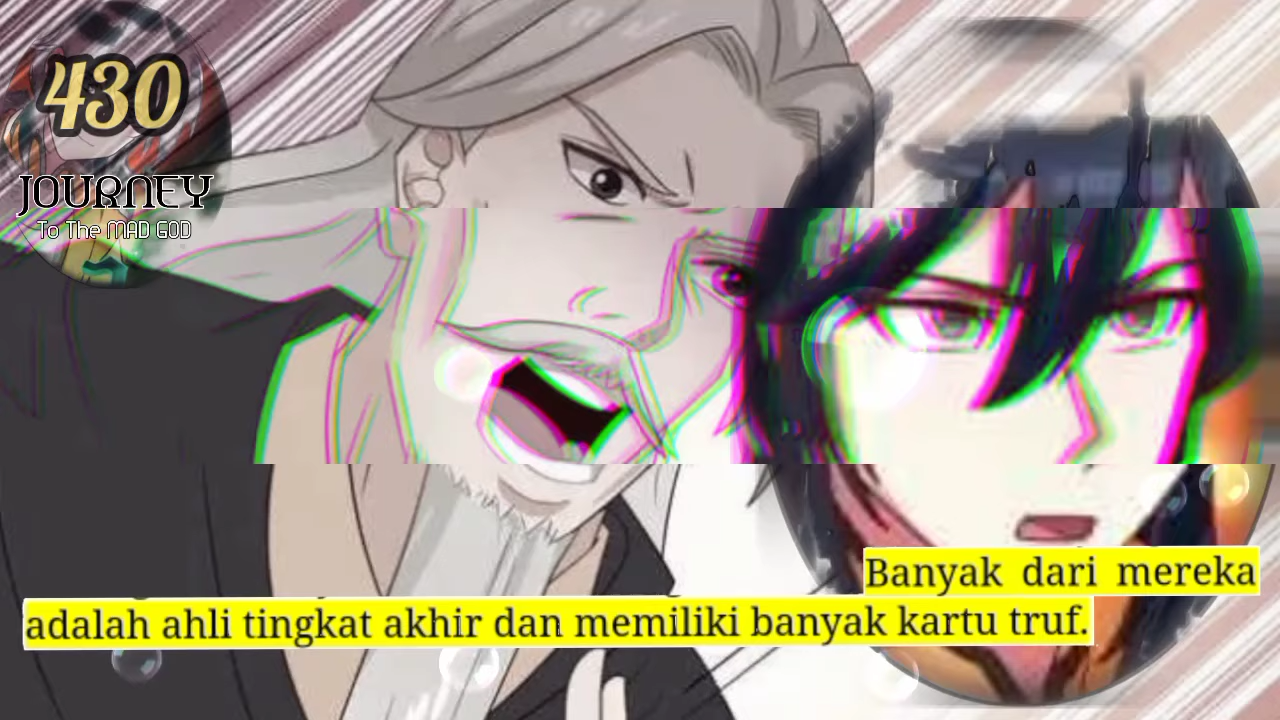 430
JOURNEY
To The MAD GOD
Banyak dari mereka
adalah ahli tingkat akhir dan memiliki banyak kartu truf.